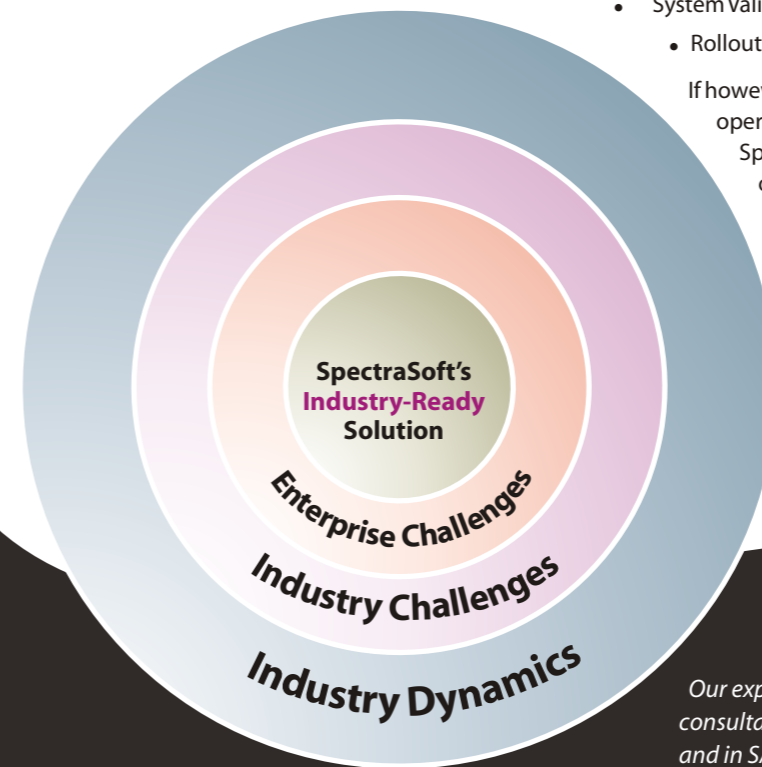 • System Vali
• Rollout
If howe
oper
Sp
SpectraSoft's
Industry-Ready
Solution
Enterprise Challenges
Industry Challenges
Industry Dynamics
Our exp
consulta
and in SA